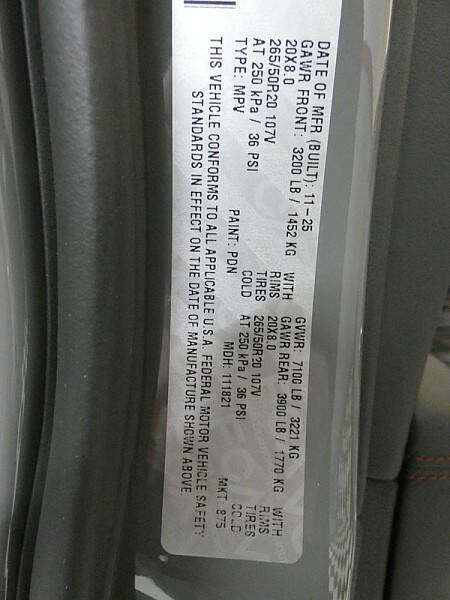 DATE OF MFR (BUILT): 11-25 GVWR: 7100 LB / 3221 KG
GAWR FRONT: 3200 LB / 1452 KG WITH GAWR REAR: 3900 LB / 1770 KG WITH
20X8.0 RIMS 20X8.0 RIMS
265/50R20 107V TIRES 265/50R20 107V TIRES
AT 250 kPa / 36 PSI COLD AT 250 kPa / 36 PSI COLD
TYPE: MPV PAINT: PDN MDH: 111821 MKT: 875
THIS VEHICLE CONFORMS TO ALL APPLICABLE U.S.A. FEDERAL MOTOR VEHICLE SAFETY
STANDARDS IN EFFECT ON THE DATE OF MANUFACTURE SHOWN ABOVE